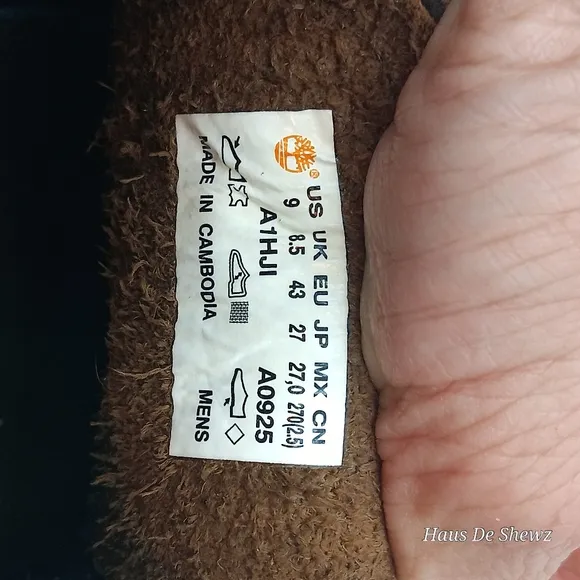 ®
US UK EU JP MX CN
9 8.5 43 27 27,0 270(2.5)
A1HJI A0925
MADE IN CAMBODIA MENS
Haus De Shewz